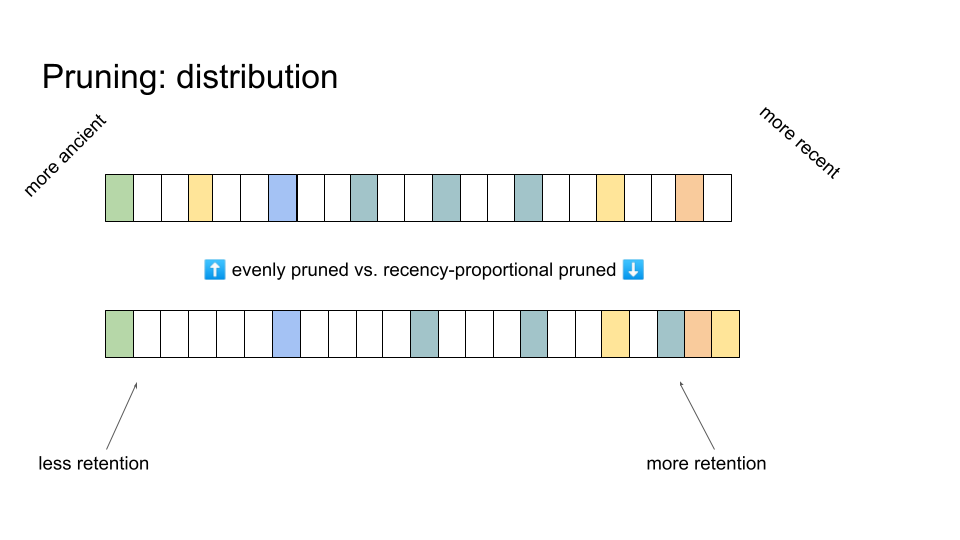 Pruning: distribution
more ancient
more recent
⬆️ evenly pruned vs. recency-proportional pruned ⬇️
less retention
more retention